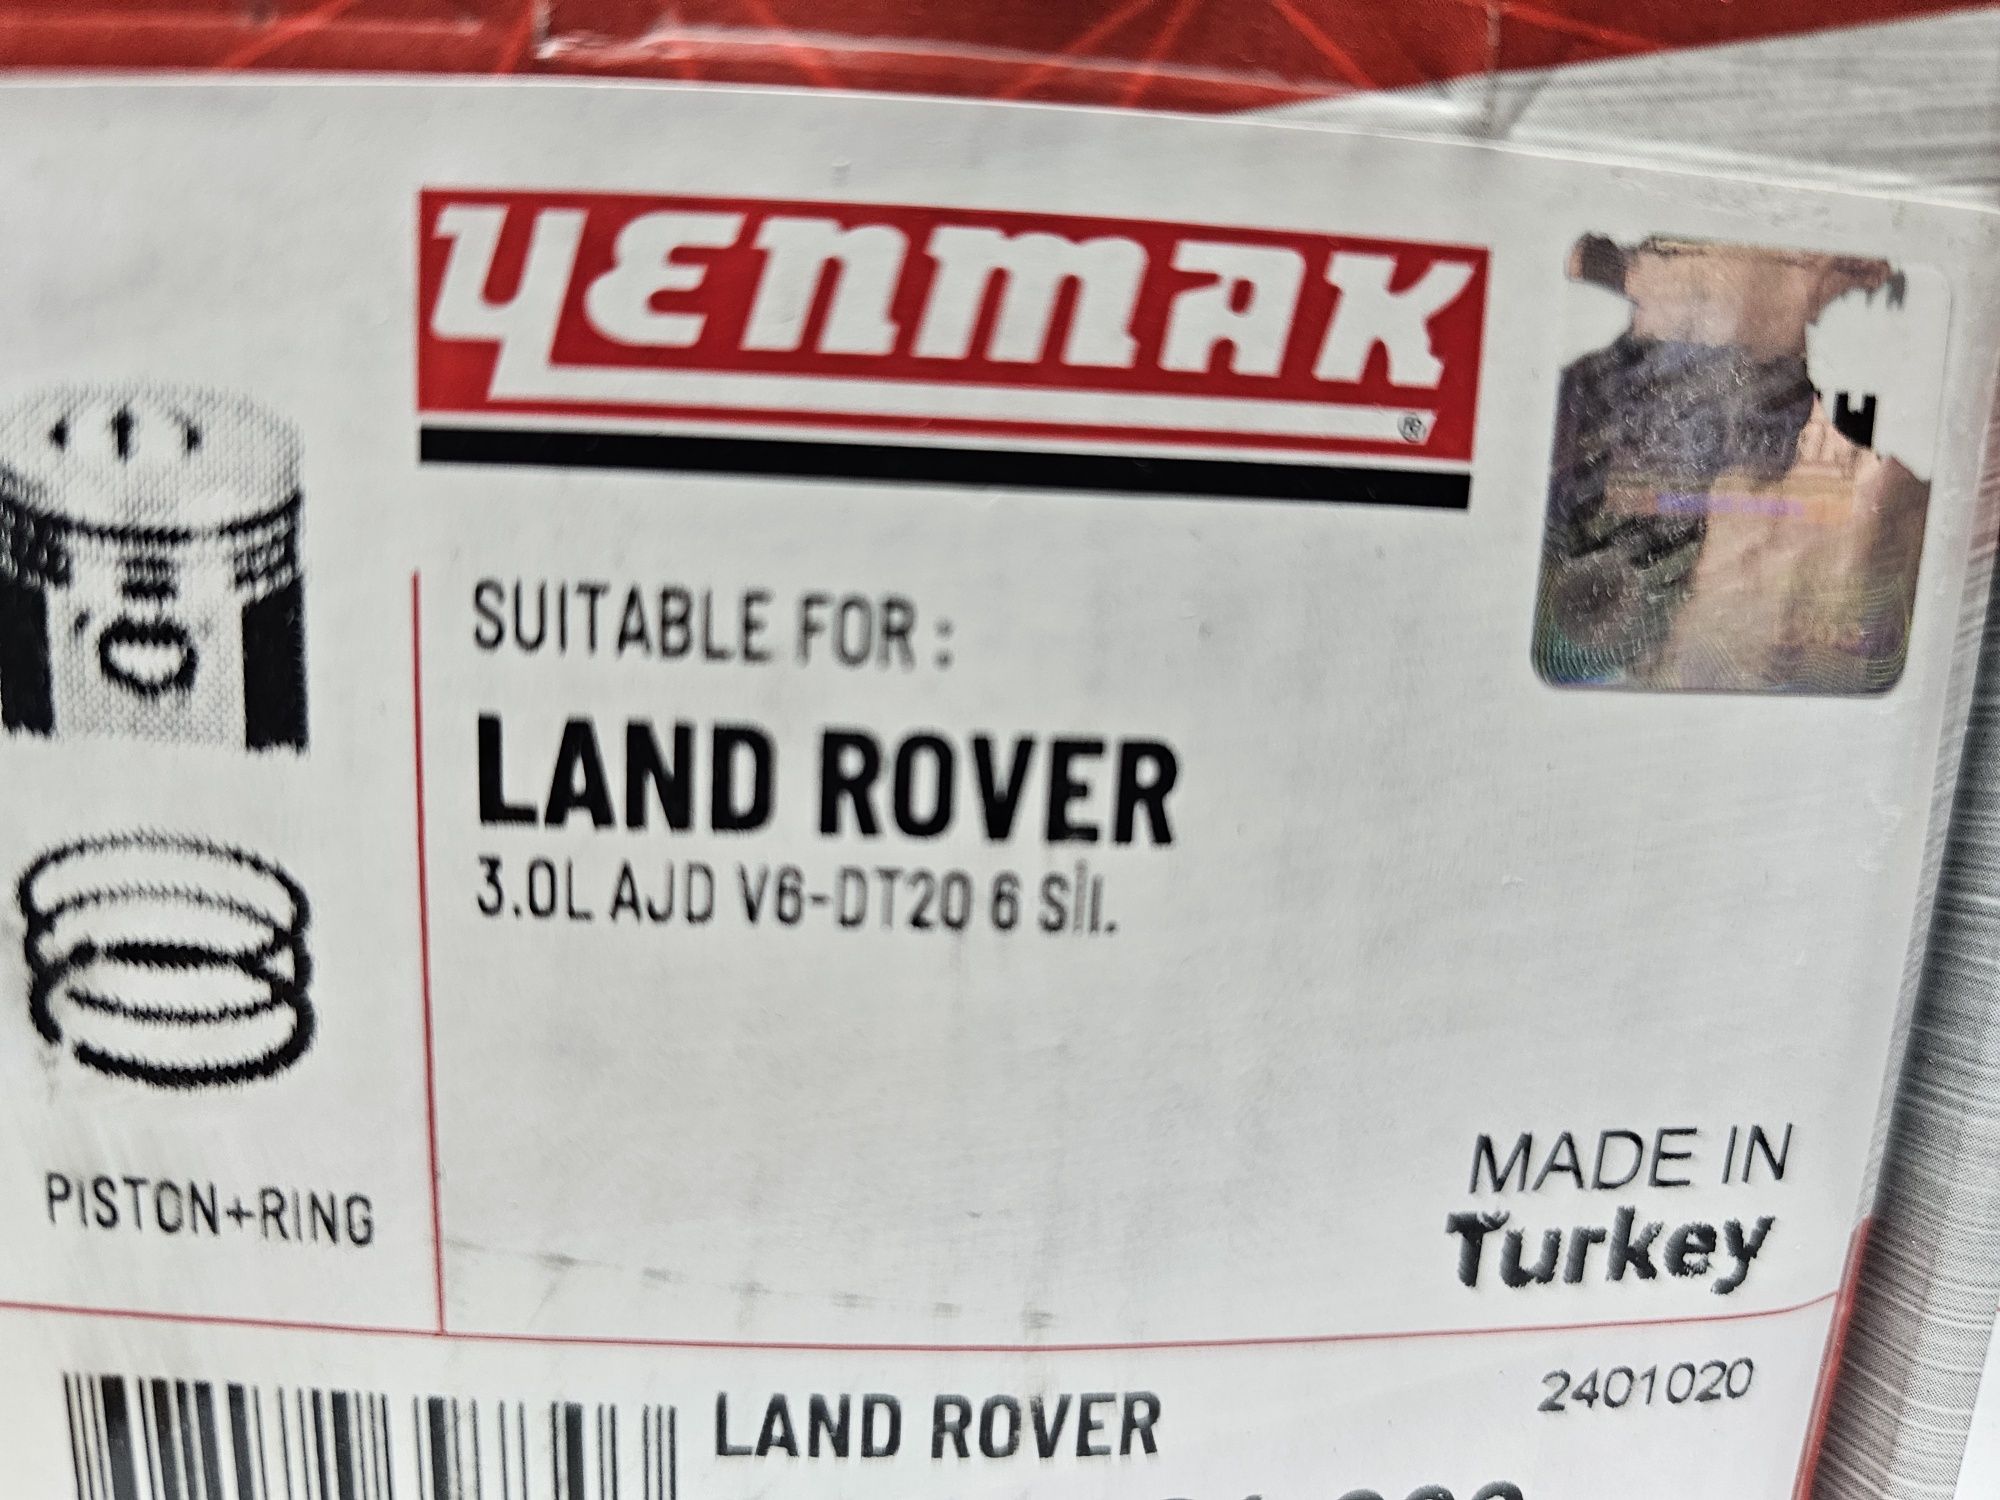 YENMAK
®
SUITABLE FOR :
LAND ROVER
3.0L AJD V6-DT20 6 SİL.
PISTON+RING
MADE IN
Turkey
2401020
LAND ROVER